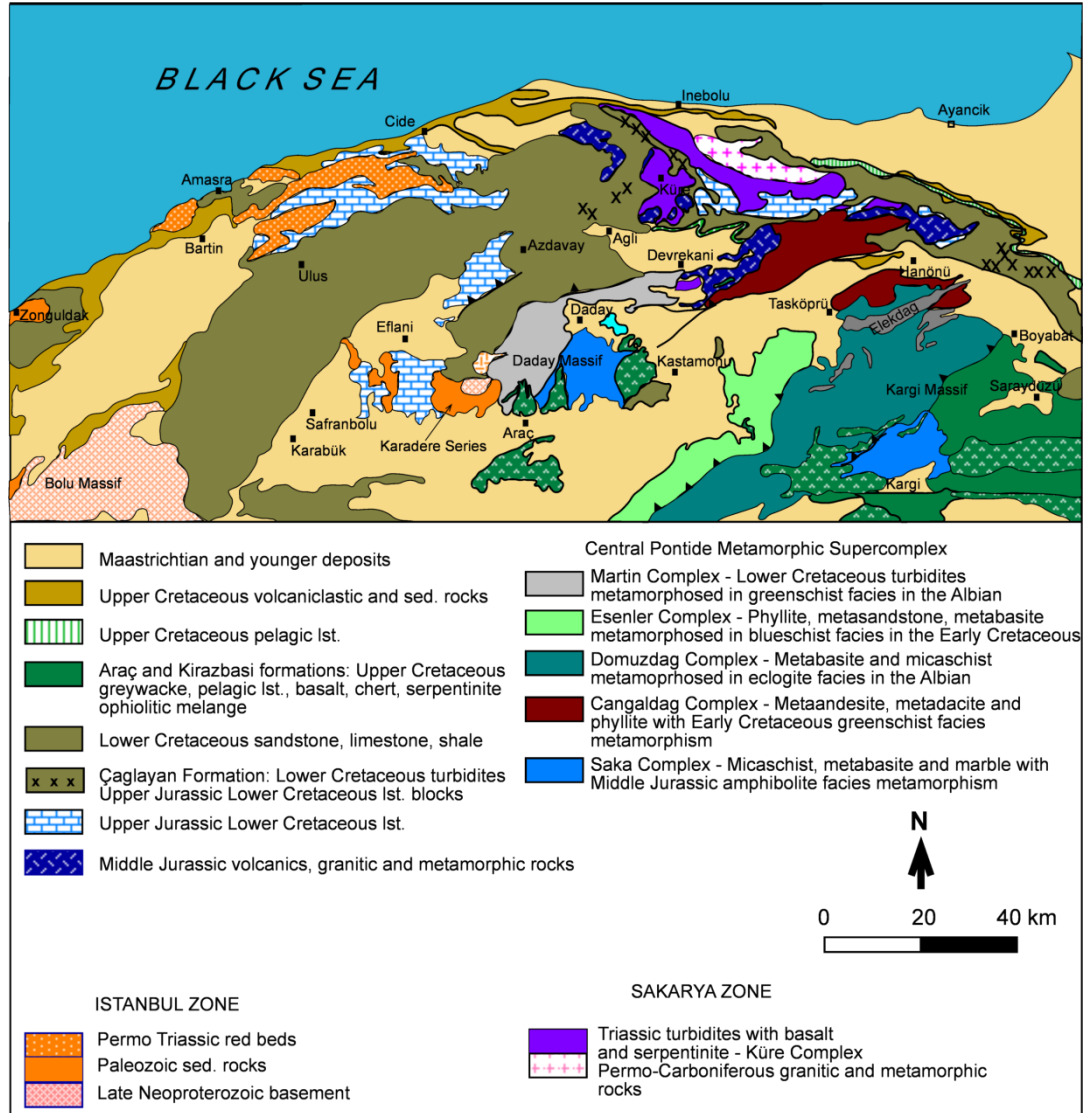 BLACK SEA
Inebolu
Ayancik
Cide
Amasra
Küre
Bartin
Agli
Azdavay
Ulus
Devrekani
Hanönü
Zonguldak
Tasköprü
Elekdag
Daday
Eflani
Boyabat
Daday Massif
Kastamonu
Kargi Massif
Sarayduzu
Safranbolu
Karadere Series
Araç
Karabük
Bolu Massif
Kargi
Maastrichtian and younger deposits
Upper Cretaceous volcaniclastic and sed. rocks
Upper Cretaceous pelagic lst.
Araç and Kirazbasi formations: Upper Cretaceous
greywacke, pelagic lst., basalt, chert, serpentinite
ophiolitic melange
Lower Cretaceous sandstone, limestone, shale
Çaglayan Formation: Lower Cretaceous turbidites
Upper Jurassic Lower Cretaceous lst. blocks
Upper Jurassic Lower Cretaceous lst.
Middle Jurassic volcanics, granitic and metamorphic rocks
Central Pontide Metamorphic Supercomplex
Martin Complex - Lower Cretaceous turbidites
metamorphosed in greenschist facies in the Albian
Esenler Complex - Phyllite, metasandstone, metabasite
metamorphosed in blueschist facies in the Early Cretaceous
Domuzdag Complex - Metabasite and micaschist
metamoprhosed in eclogite facies in the Albian
Cangaldag Complex - Metaandesite, metadacite and
phyllite with Early Cretaceous greenschist facies
metamorphism
Saka Complex - Micaschist, metabasite and marble with
Middle Jurassic amphibolite facies metamorphism
N
0 20 40 km
ISTANBUL ZONE
Permo Triassic red beds
Paleozoic sed. rocks
Late Neoproterozoic basement
SAKARYA ZONE
Triassic turbidites with basalt
and serpentinite - Küre Complex
Permo-Carboniferous granitic and metamorphic
rocks